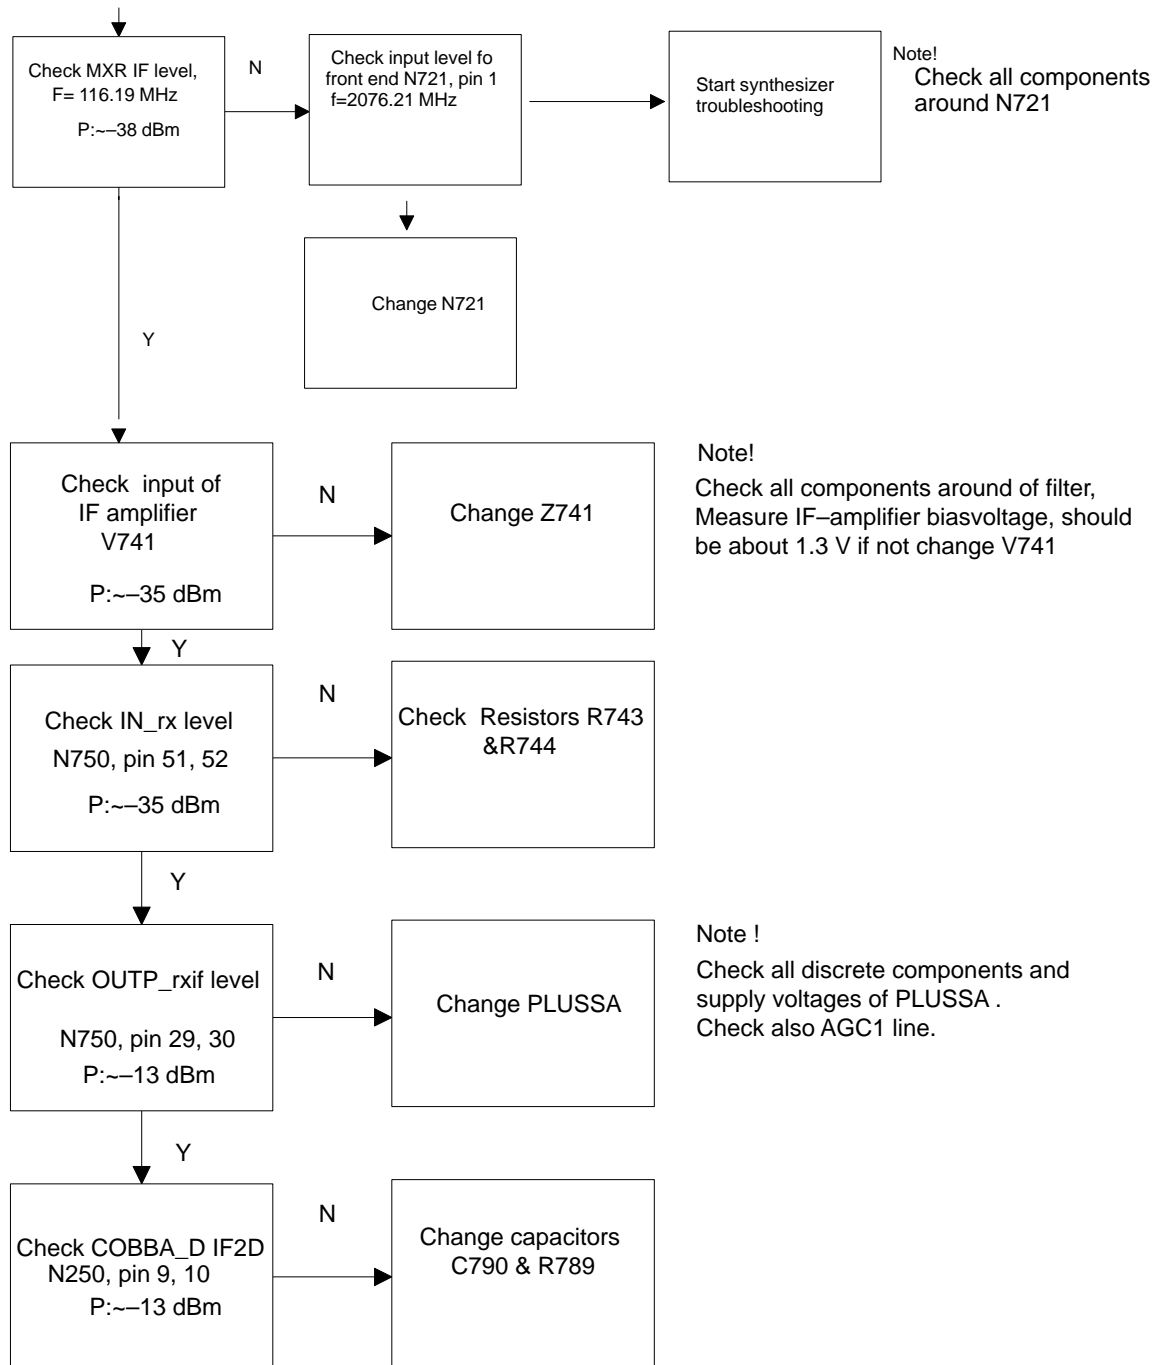 Check MXR IF level,
F= 116.19 MHz
P:~–38 dBm
N
Check input level fo
front end N721, pin 1
f=2076.21 MHz
Start synthesizer
troubleshooting
Note!
Check all components
around N721
Change N721
Y
Check input of
IF amplifier
V741
P:~–35 dBm
N
Change Z741
Note!
Check all components around of filter,
Measure IF–amplifier biasvoltage, should
be about 1.3 V if not change V741
Y
Check IN_rx level
N750, pin 51, 52
P:~–35 dBm
N
Check Resistors R743
&R744
Y
Check OUTP_rxif level
N750, pin 29, 30
P:~–13 dBm
N
Change PLUSSA
Note !
Check all discrete components and
supply voltages of PLUSSA .
Check also AGC1 line.
Y
Check COBBA_D IF2D
N250, pin 9, 10
P:~–13 dBm
N
Change capacitors
C790 & R789